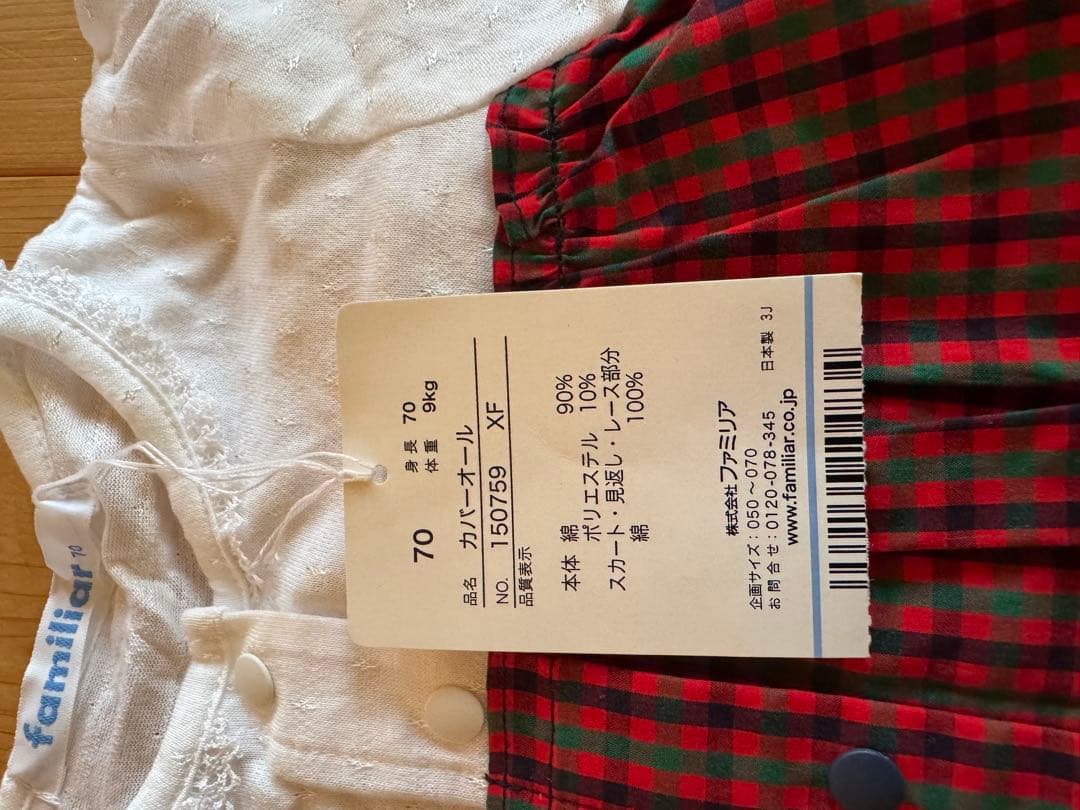 familiar 70
70 身長 70
体重 9kg
品名 カバーオール
NO. 150759 XF
品質表示
本体 綿 90%
ポリエステル 10%
スカート・見返し・レース部分
綿 100%
株式会社 ファミリア
企画サイズ：050～070
お問合せ：0120-078-345
www.familiar.co.jp
日本製 3J